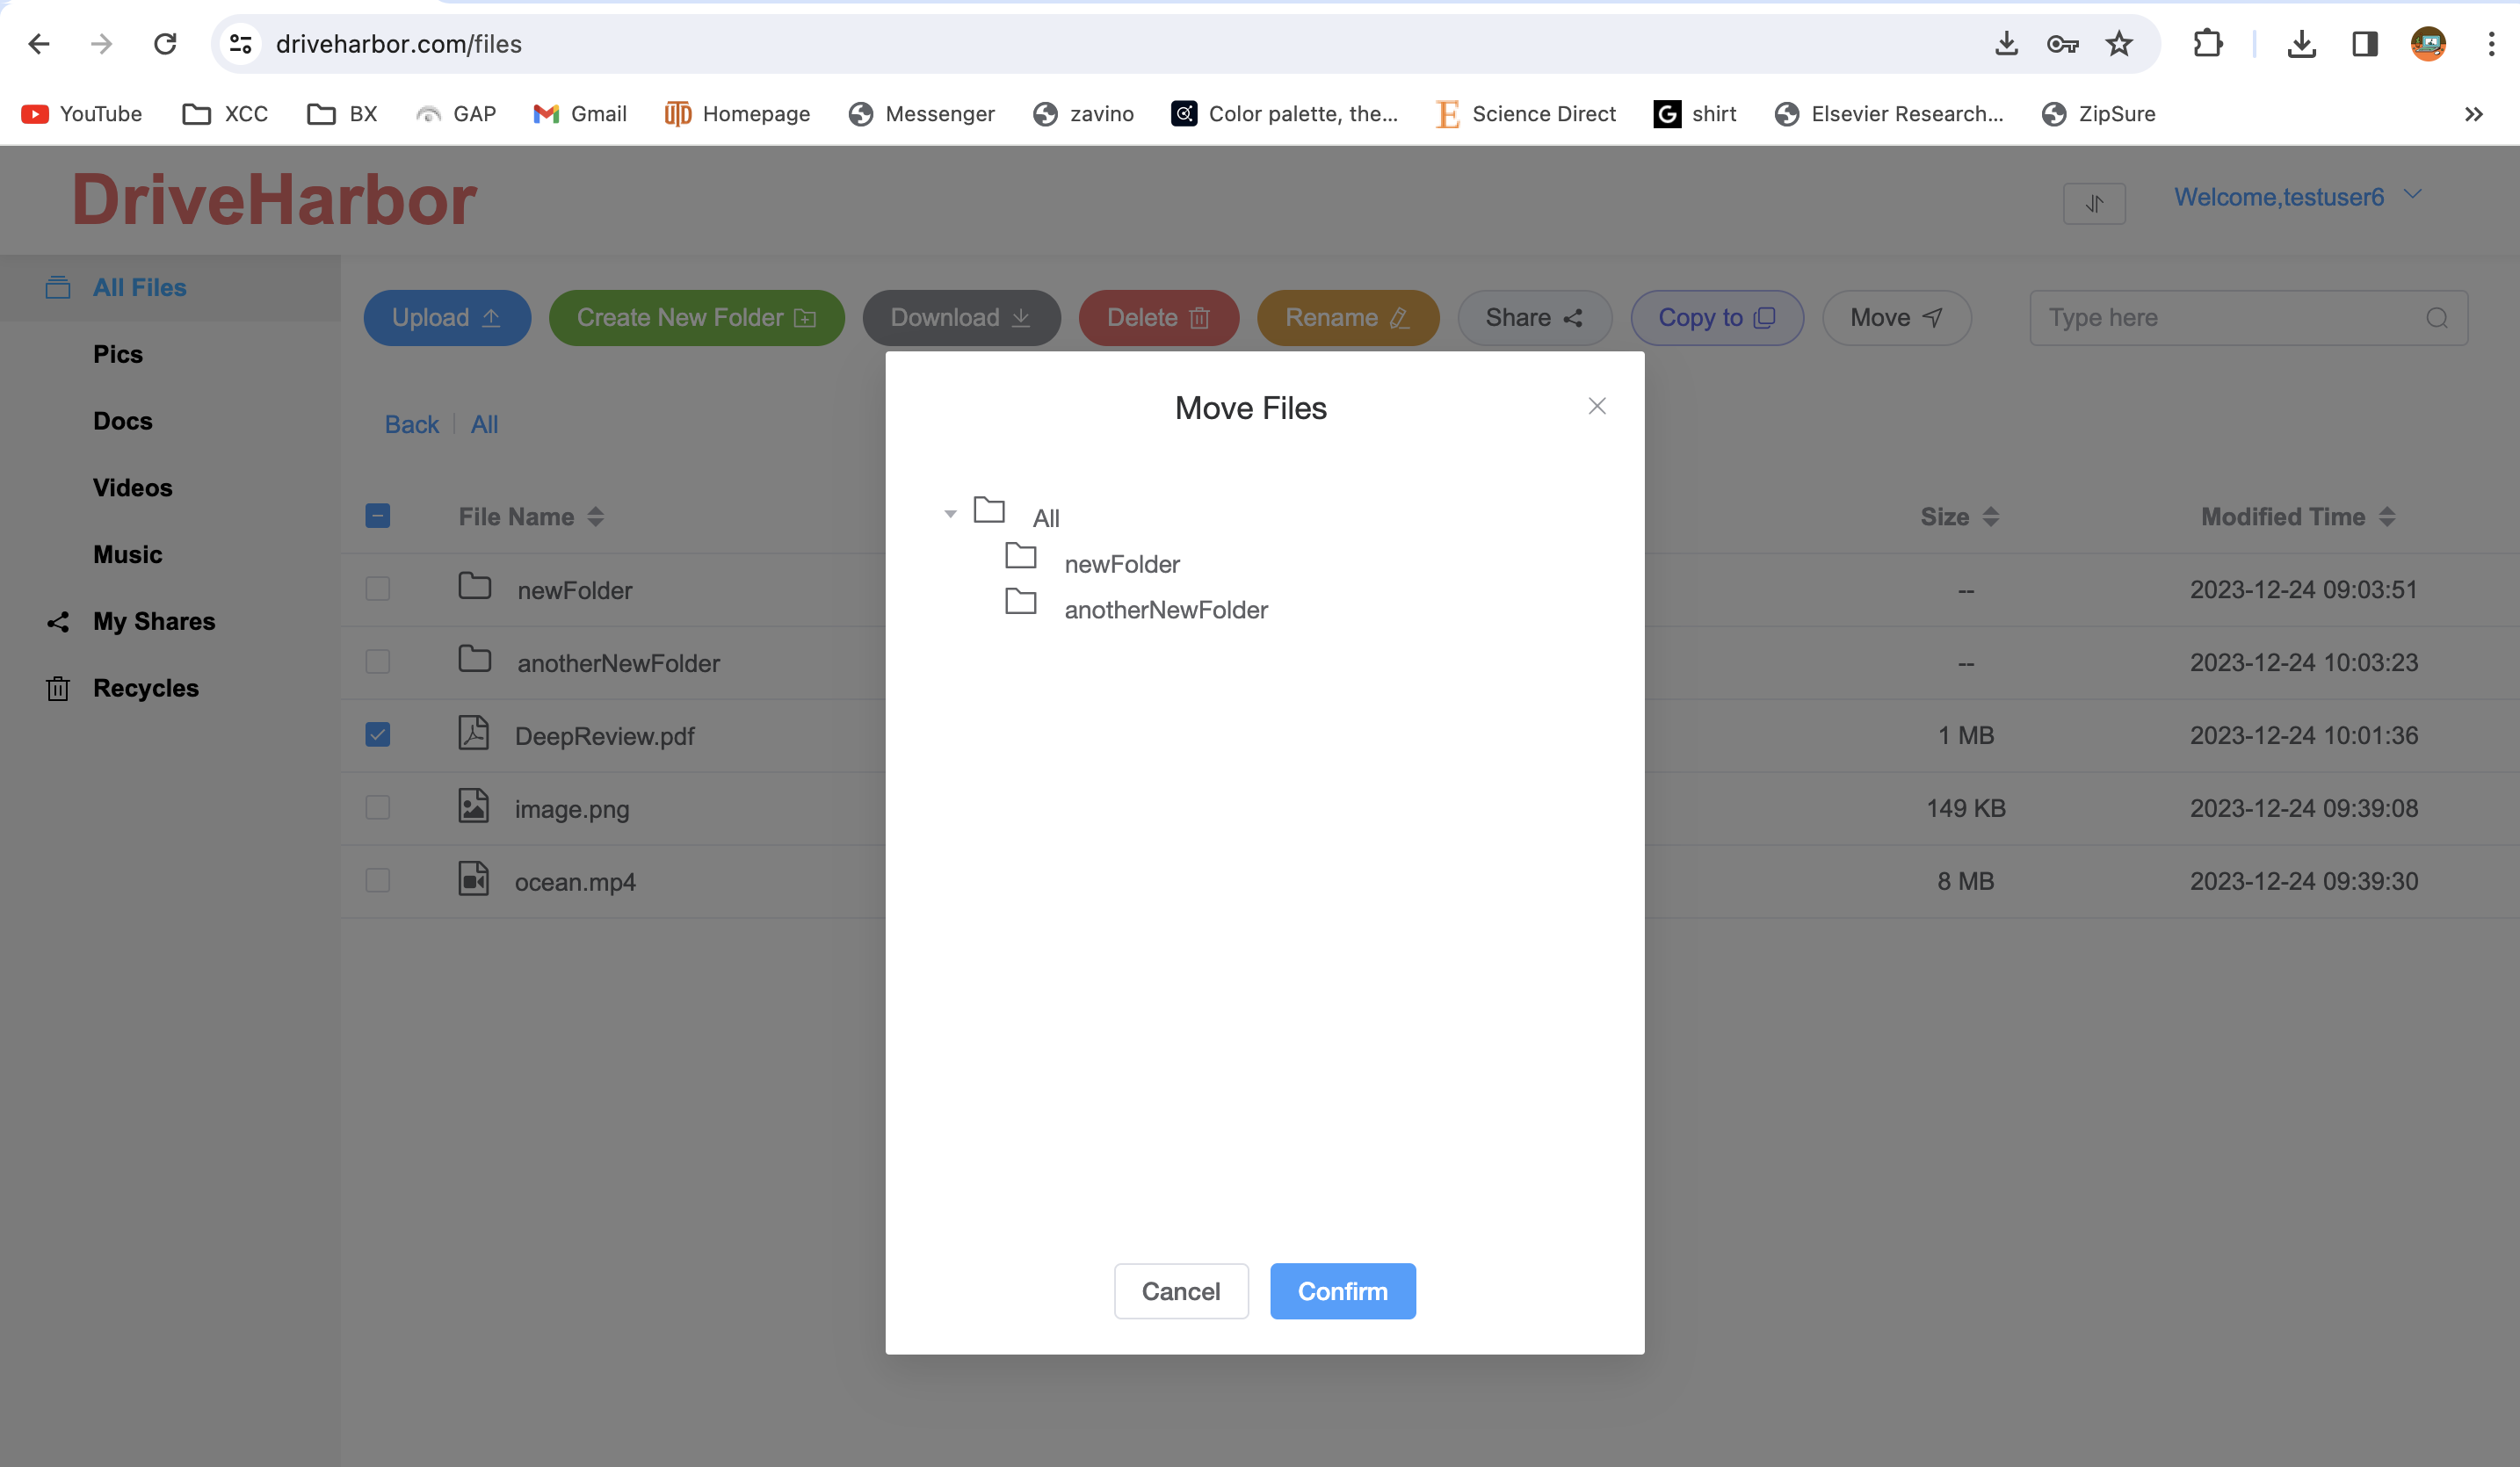 driveharbor.com/files
YouTube XCC BX GAP Gmail Homepage Messenger zavino Color palette, the... Science Direct shirt Elsevier Research... ZipSure
DriveHarbor
Welcome,testuser6
All Files
Pics
Docs
Videos
Music
My Shares
Recycles
Upload Create New Folder Download Delete Rename Share Copy to Move Type here
Back All
File Name Size Modified Time
newFolder -- 2023-12-24 09:03:51
anotherNewFolder -- 2023-12-24 10:03:23
DeepReview.pdf 1 MB 2023-12-24 10:01:36
image.png 149 KB 2023-12-24 09:39:08
ocean.mp4 8 MB 2023-12-24 09:39:30
Move Files
All
newFolder
anotherNewFolder
Cancel Confirm